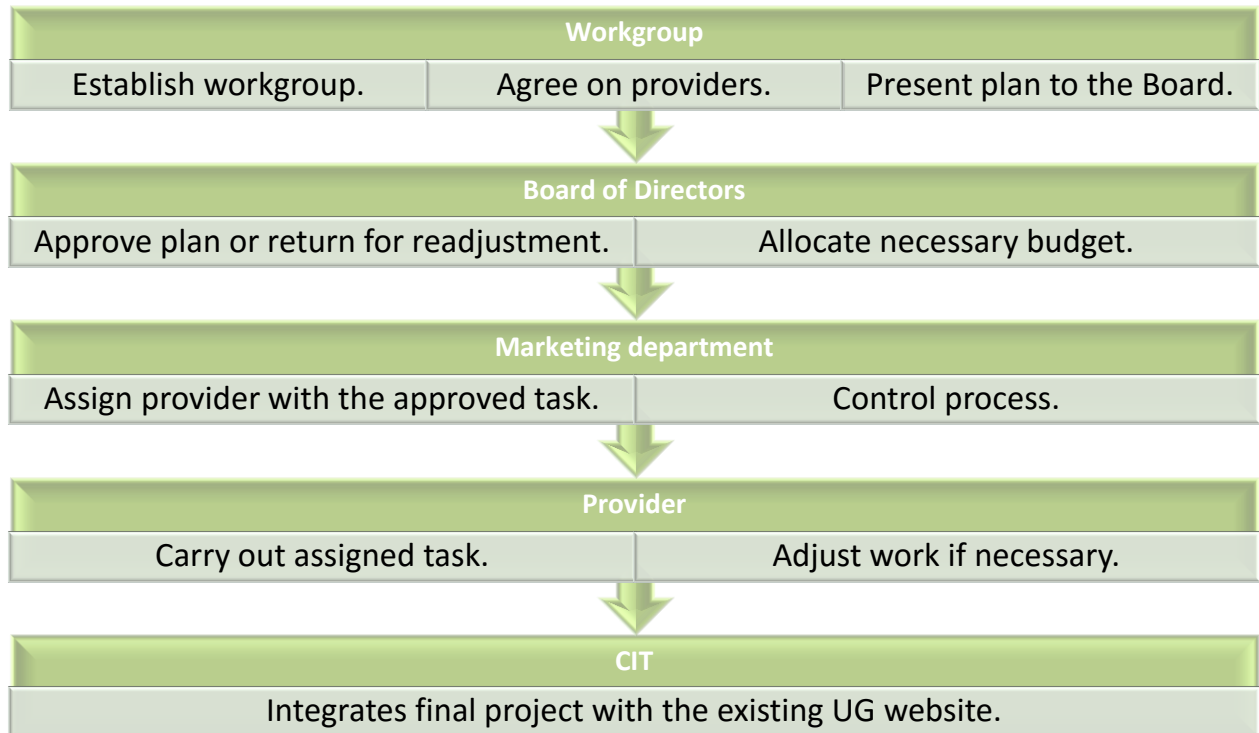 Workgroup
Establish workgroup.
Agree on providers.
Present plan to the Board.
Board of Directors
Approve plan or return for readjustment.
Allocate necessary budget.
Marketing department
Assign provider with the approved task.
Control process.
Provider
Carry out assigned task.
Adjust work if necessary.
CIT
Integrates final project with the existing UG website.